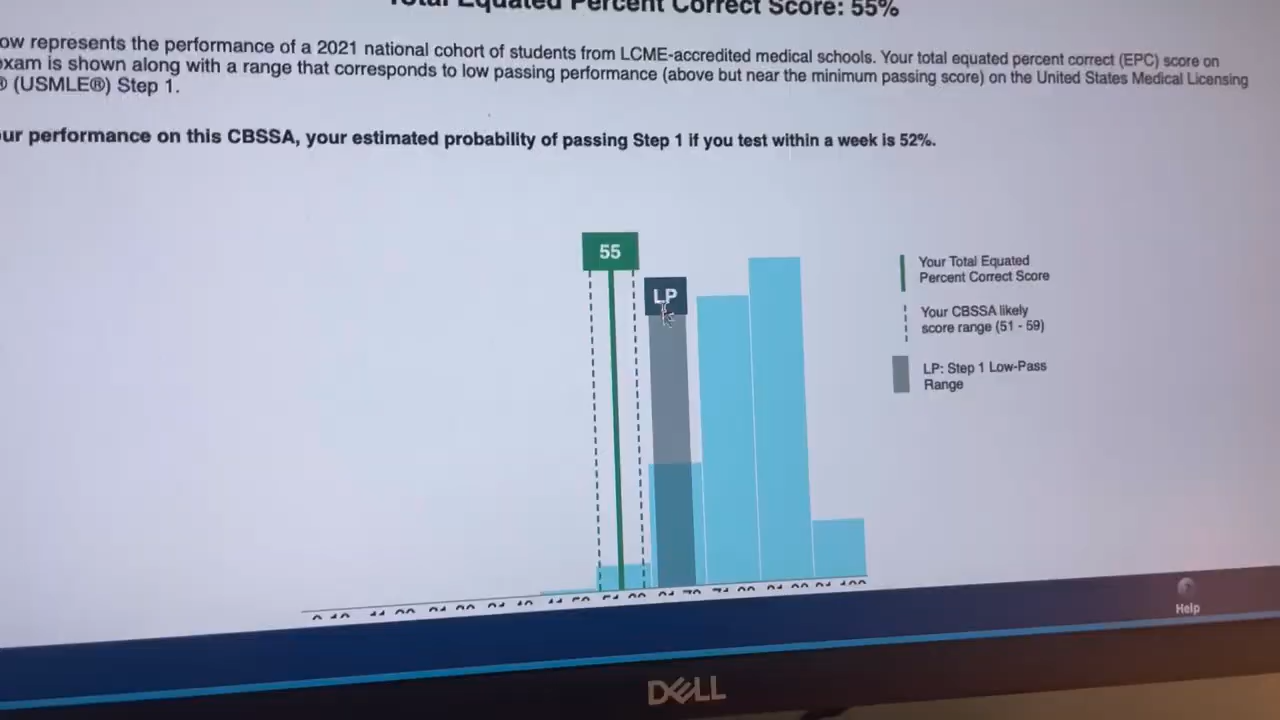 Total Equated Percent Correct Score: 55%
ow represents the performance of a 2021 national cohort of students from LCME-accredited medical schools. Your total equated percent correct (EPC) score on
exam is shown along with a range that corresponds to low passing performance (above but near the minimum passing score) on the United States Medical Licensing
® (USMLE®) Step 1.
ur performance on this CBSSA, your estimated probability of passing Step 1 if you test within a week is 52%.
55
LP
Your Total Equated
Percent Correct Score
Your CBSSA likely
score range (51 - 59)
LP: Step 1 Low-Pass
Range
Help
DELL